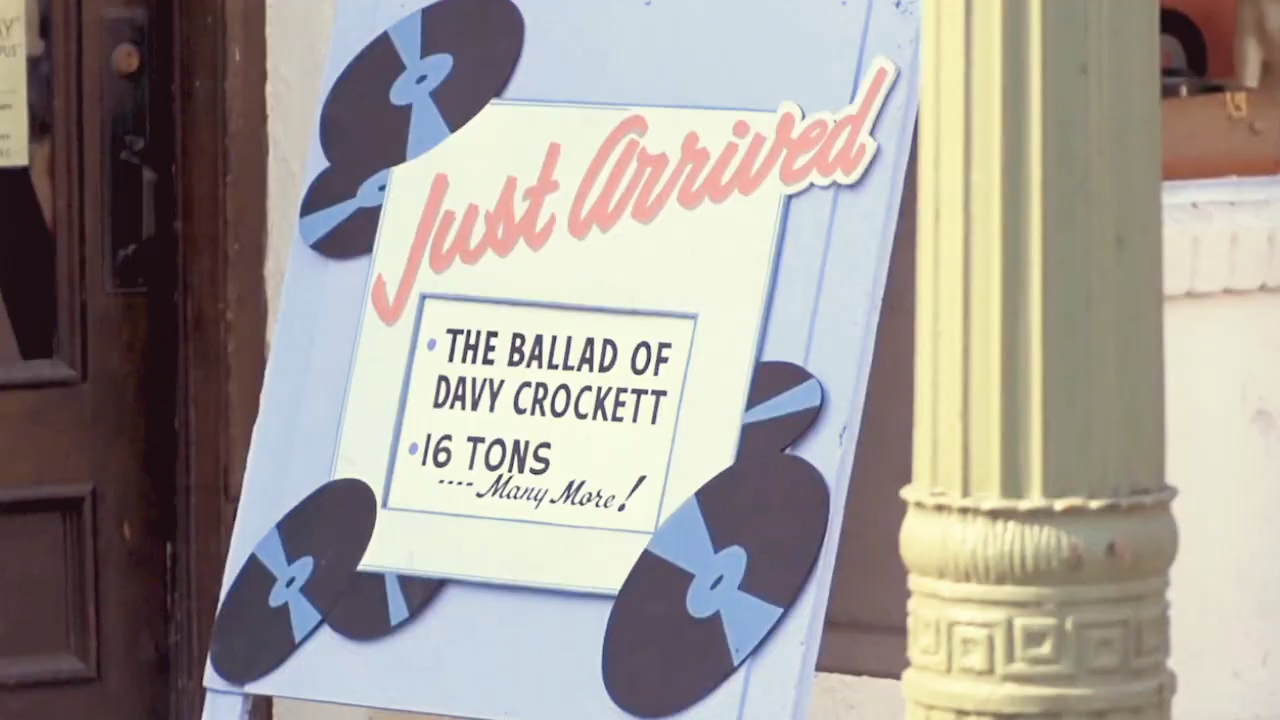 Just Arrived
• THE BALLAD OF
DAVY CROCKETT
• 16 TONS
---- Many More!